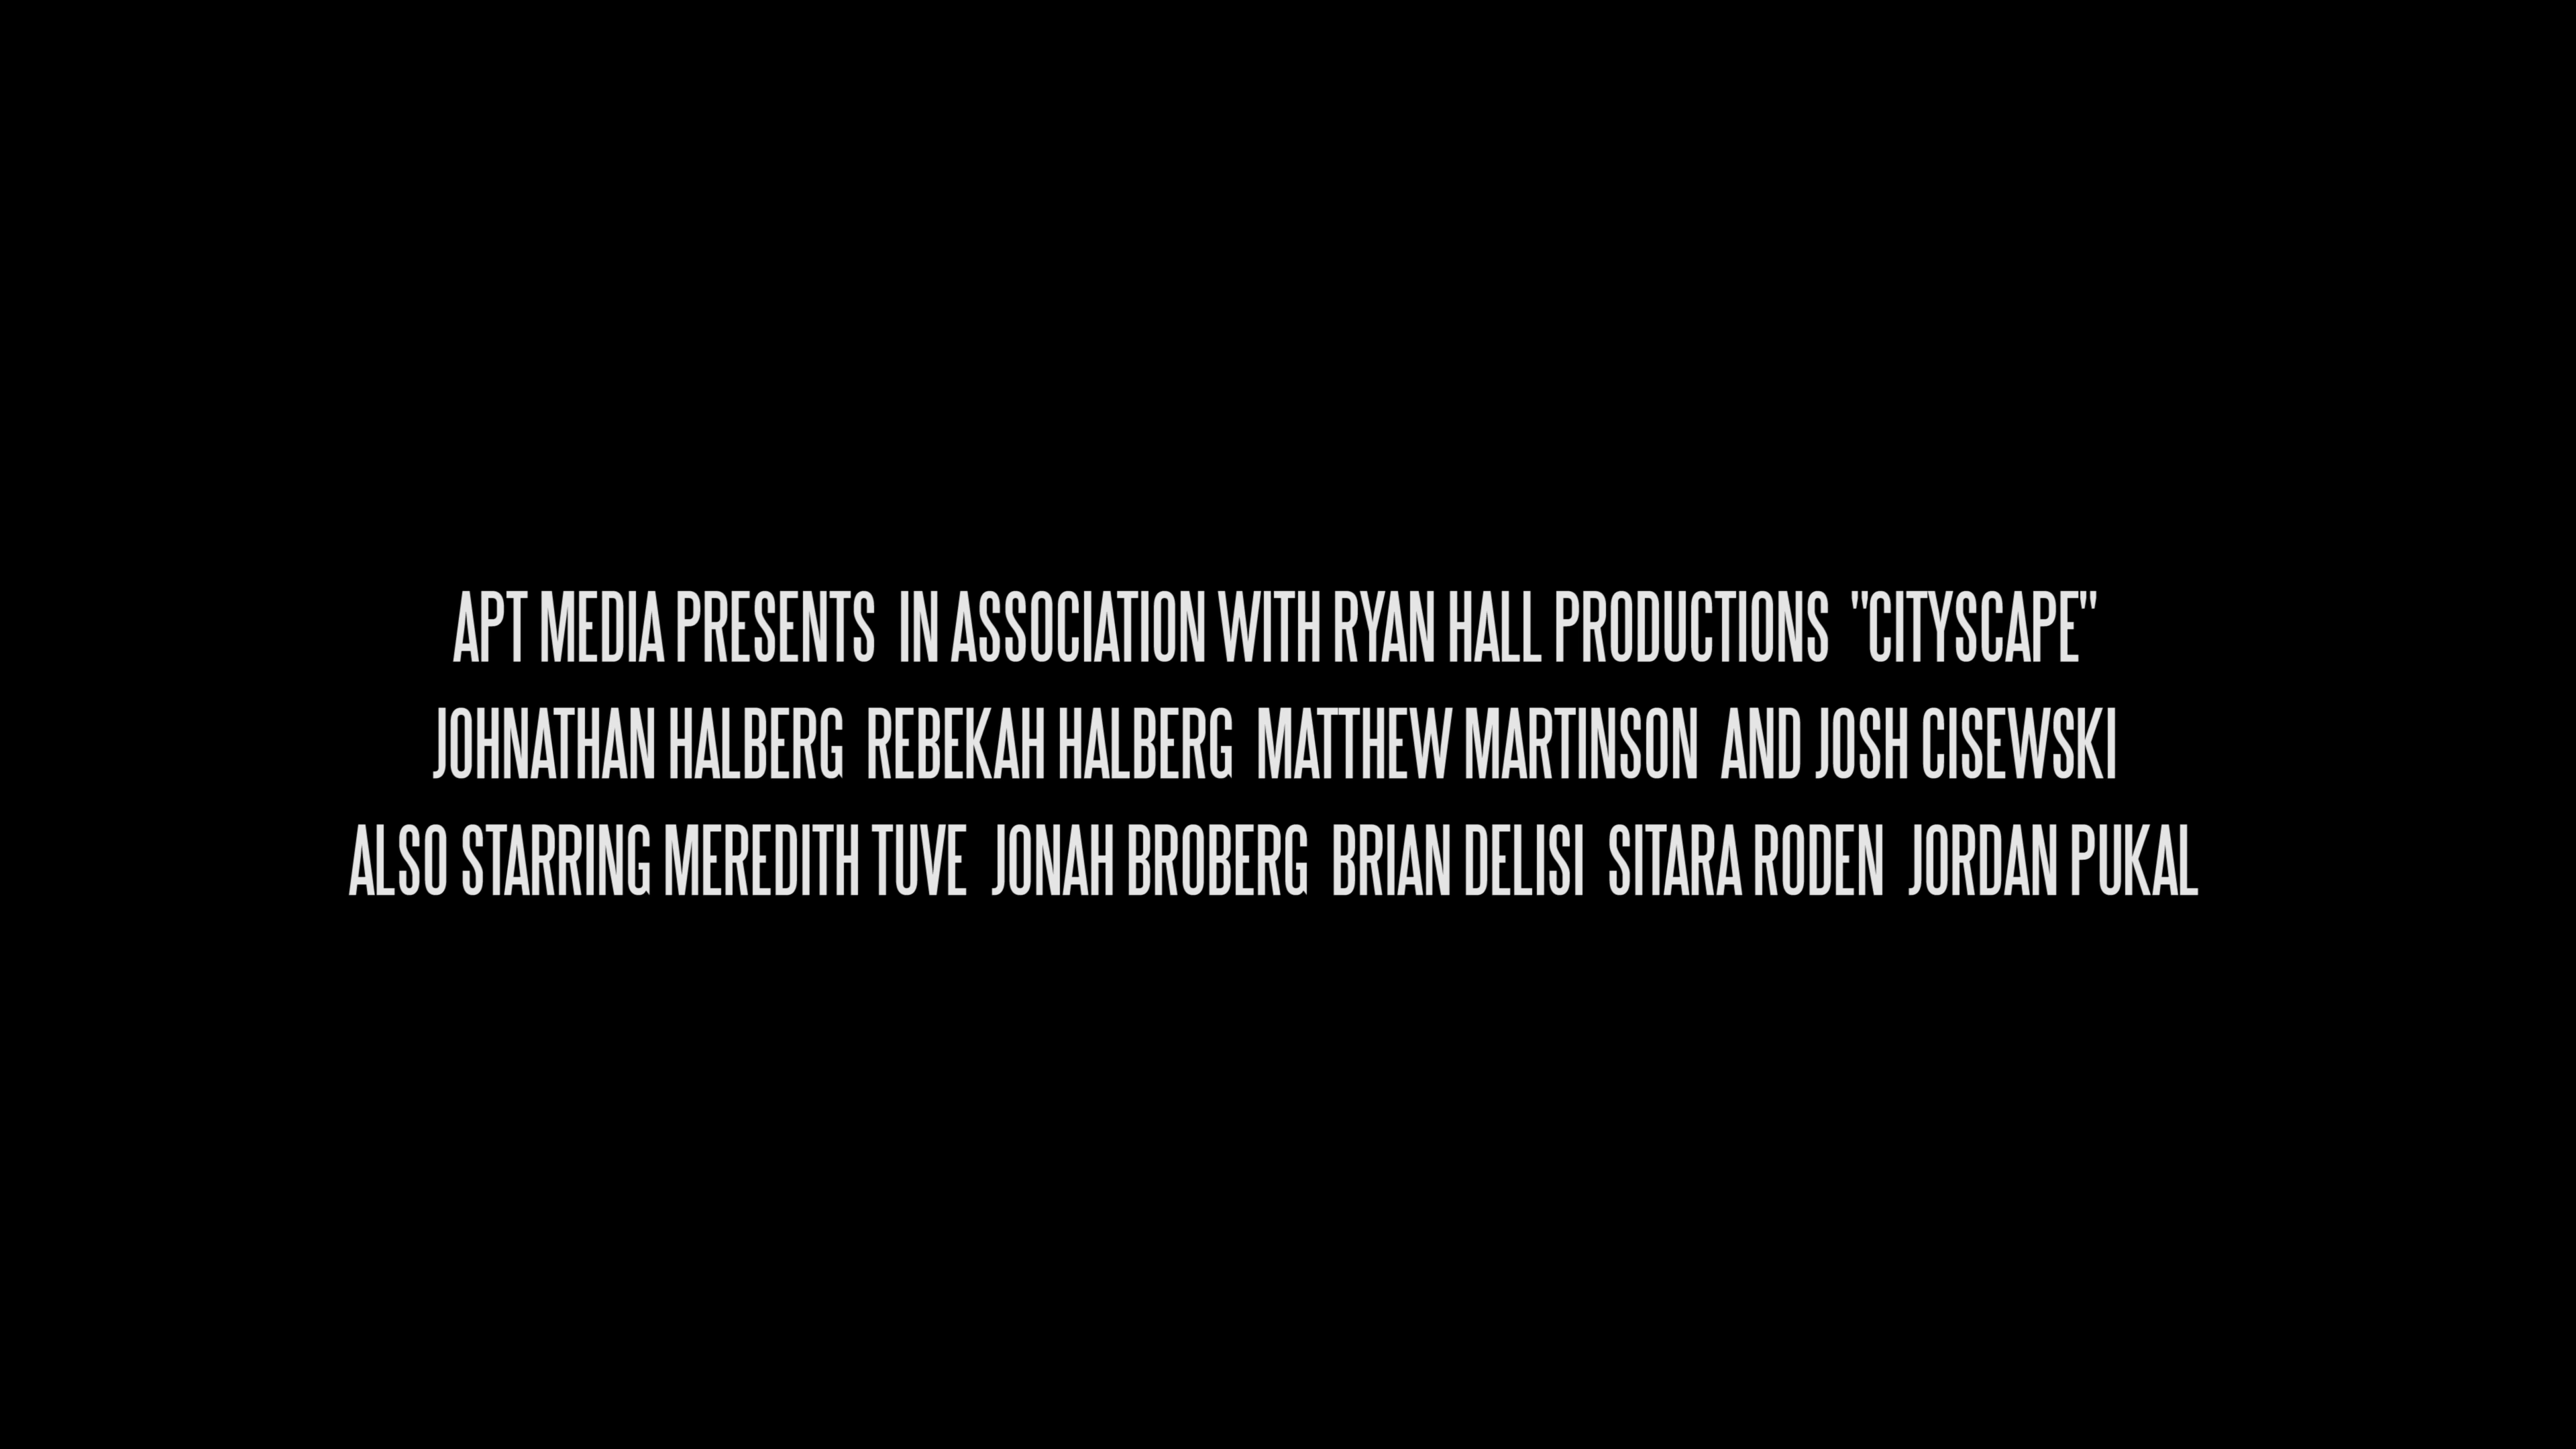 APT MEDIA PRESENTS  IN ASSOCIATION WITH RYAN HALL PRODUCTIONS  "CITYSCAPE"
JOHNATHAN HALBERG  REBEKAH HALBERG  MATTHEW MARTINSON  AND JOSH CISEWSKI
ALSO STARRING MEREDITH TUVE  JONAH BROBERG  BRIAN DELISI  SITARA RODEN  JORDAN PUKAL